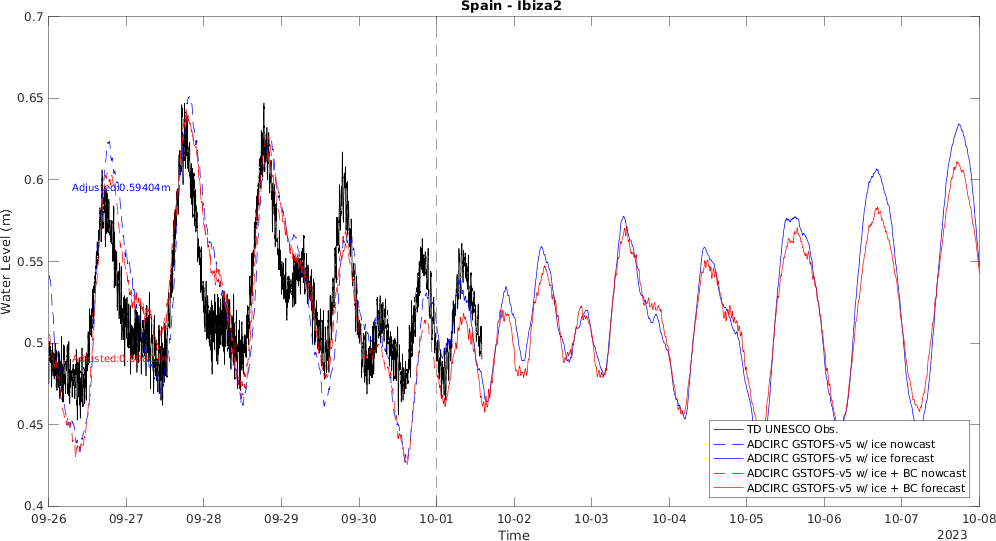 Spain - Ibiza2
0.7
0.65
0.6
0.55
0.5
0.45
0.4
Water Level (m)
Adjusted:0.59404m
Adjusted:0.
09-26
09-27
09-28
09-29
09-30
10-01
10-02
10-03
10-04
10-05
10-06
10-07
10-08
Time
2023
TD UNESCO Obs.
ADCIRC GSTOFS-v5 w/ ice nowcast
ADCIRC GSTOFS-v5 w/ ice forecast
ADCIRC GSTOFS-v5 w/ ice + BC nowcast
ADCIRC GSTOFS-v5 w/ ice + BC forecast